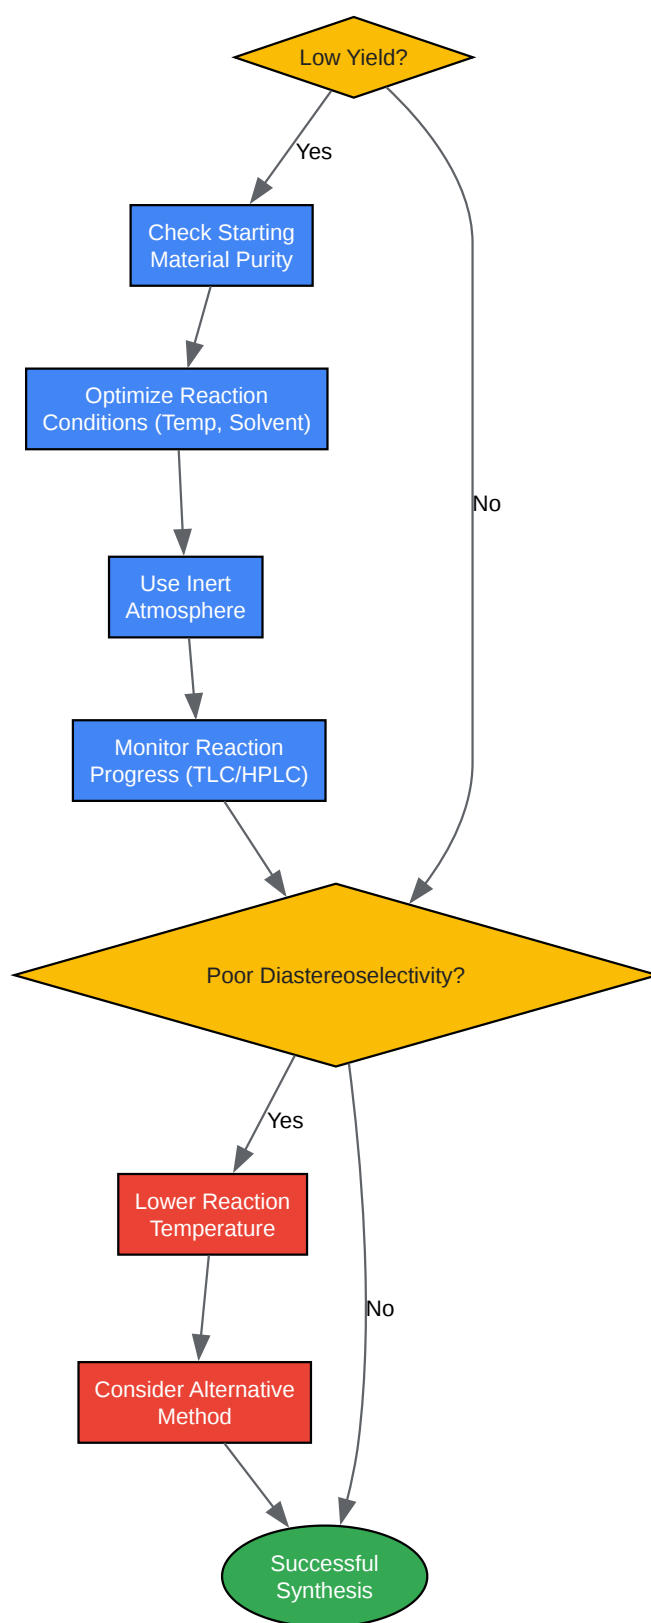 Low Yield?
Yes
Check Starting
Material Purity
Optimize Reaction
Conditions (Temp, Solvent)
No
Use Inert
Atmosphere
Monitor Reaction
Progress (TLC/HPLC)
Poor Diastereoselectivity?
Yes
Lower Reaction
Temperature
No
Consider Alternative
Method
Successful
Synthesis